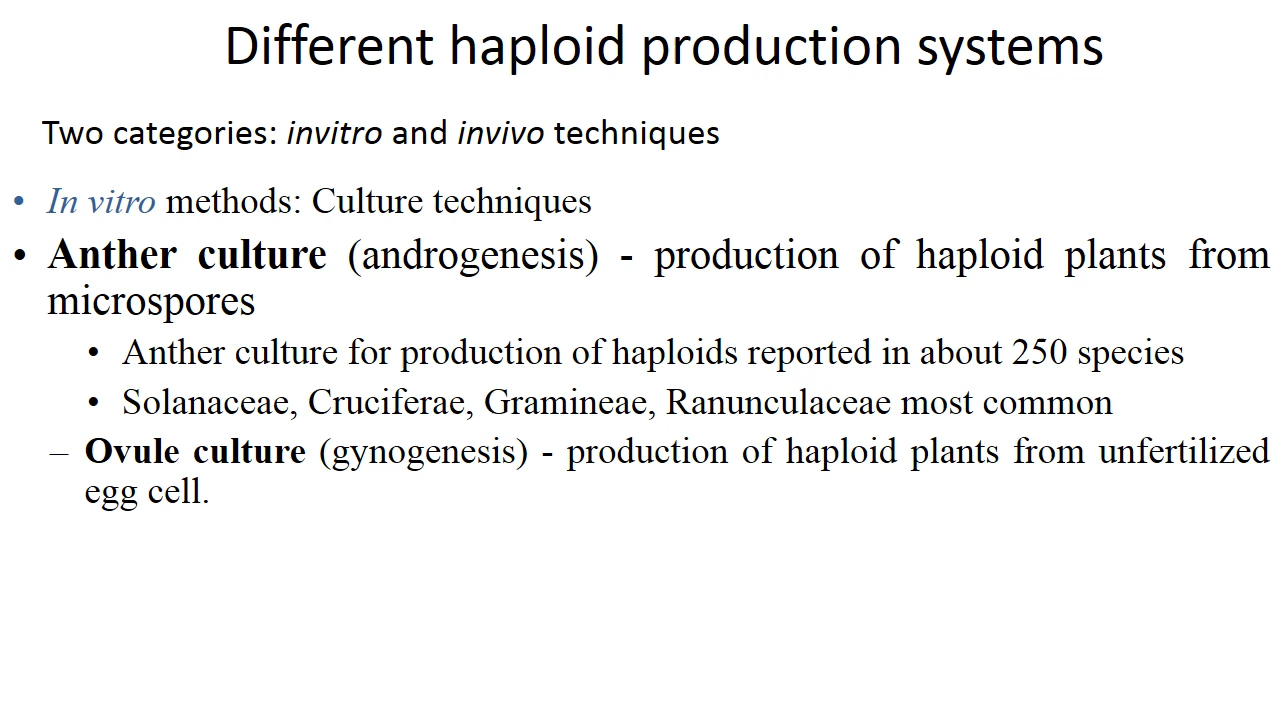 Different haploid production systems
Two categories: invitro and invivo techniques
• In vitro methods: Culture techniques
• Anther culture (androgenesis) - production of haploid plants from
microspores
• Anther culture for production of haploids reported in about 250 species
• Solanaceae, Cruciferae, Gramineae, Ranunculaceae most common
– Ovule culture (gynogenesis) - production of haploid plants from unfertilized
egg cell.